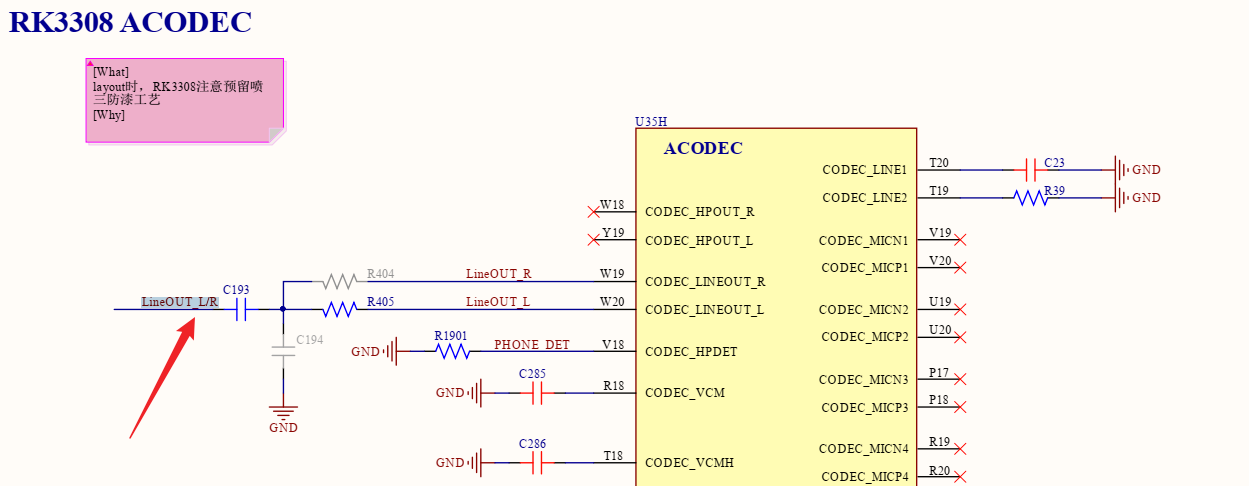 RK3308 ACODEC
[What]
layout时，RK3308注意预留喷
三防漆工艺
[Why]
U35H
ACODEC
CODEC_LINE1 T20 C23 GND
CODEC_LINE2 T19 R39 GND
W18 CODEC_HPOUT_R
Y19 CODEC_HPOUT_L
CODEC_MICN1 V19
CODEC_MICP1 V20
R404 LineOUT_R W19 CODEC_LINEOUT_R
LineOUT_L/R C193 R405 LineOUT_L W20 CODEC_LINEOUT_L
CODEC_MICN2 U19
CODEC_MICP2 U20
C194
GND
GND R1901 PHONE_DET V18 CODEC_HPDET
GND C285 R18 CODEC_VCM
CODEC_MICN3 P17
CODEC_MICP3 P18
GND C286 T18 CODEC_VCMH
CODEC_MICN4 R19
CODEC_MICP4 R20